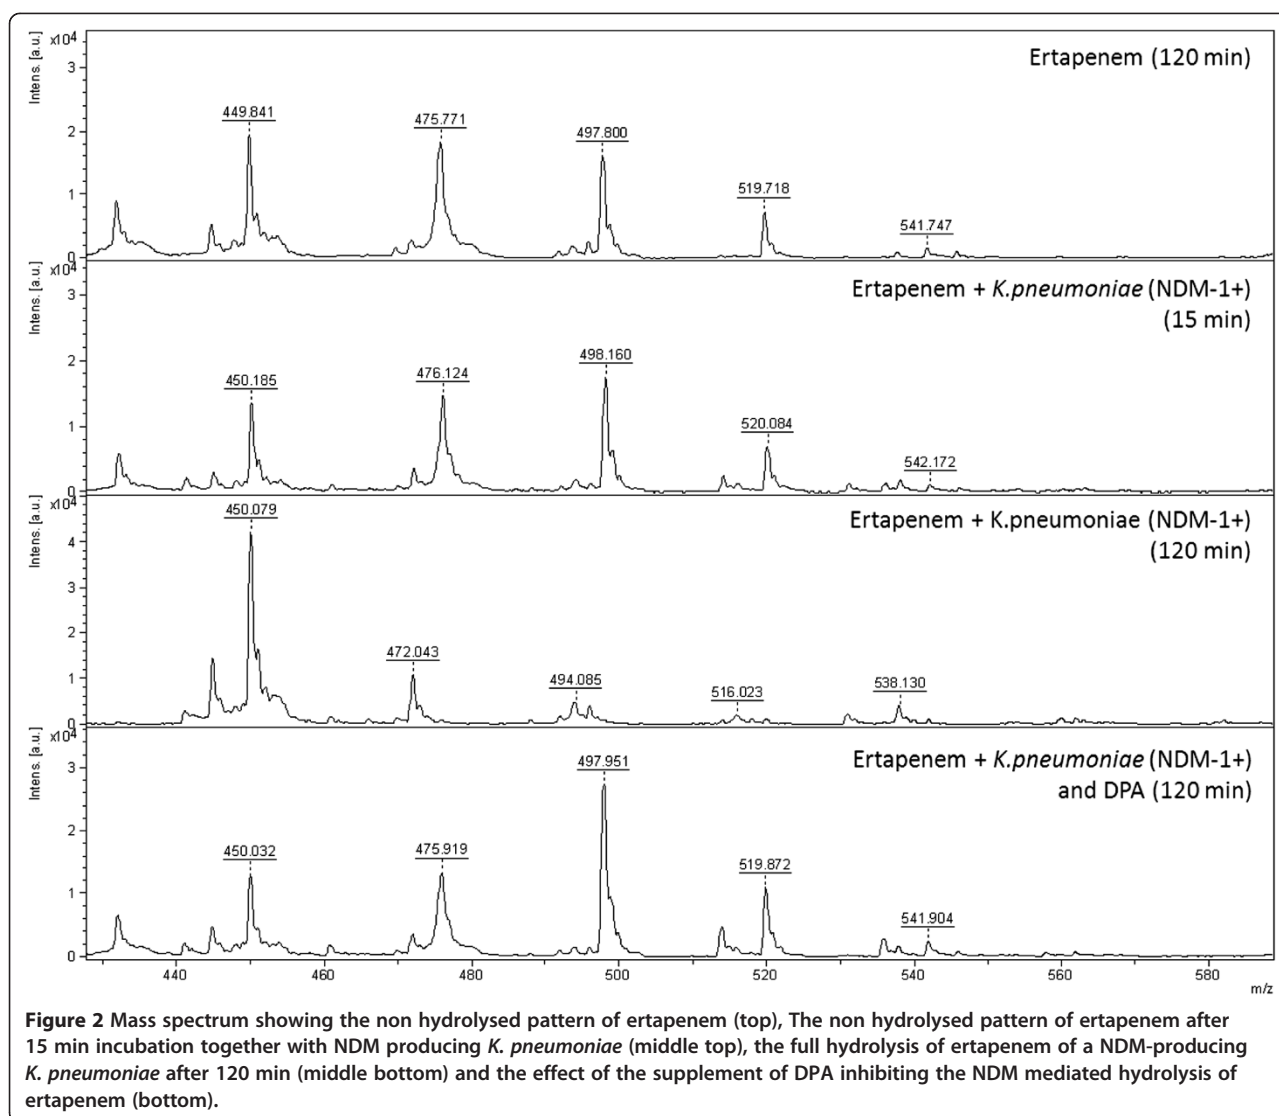 Intens. [a.u.]
x10⁴
3
2
1
0
Ertapenem (120 min)
449.841
475.771
497.800
519.718
541.747
Intens. [a.u.]
x10⁴
3
2
1
0
Ertapenem + K.pneumoniae (NDM-1+)
(15 min)
450.185
476.124
498.160
520.084
542.172
Intens. [a.u.]
x10⁴
4
3
2
1
0
Ertapenem + K.pneumoniae (NDM-1+)
(120 min)
450.079
472.043
494.085
516.023
538.130
Intens. [a.u.]
x10⁴
3
2
1
0
Ertapenem + K.pneumoniae (NDM-1+)
and DPA (120 min)
450.032
475.919
497.951
519.872
541.904
440 460 480 500 520 540 560 580
m/z
Figure 2 Mass spectrum showing the non hydrolysed pattern of ertapenem (top), The non hydrolysed pattern of ertapenem after
15 min incubation together with NDM producing K. pneumoniae (middle top), the full hydrolysis of ertapenem of a NDM-producing
K. pneumoniae after 120 min (middle bottom) and the effect of the supplement of DPA inhibiting the NDM mediated hydrolysis of
ertapenem (bottom).